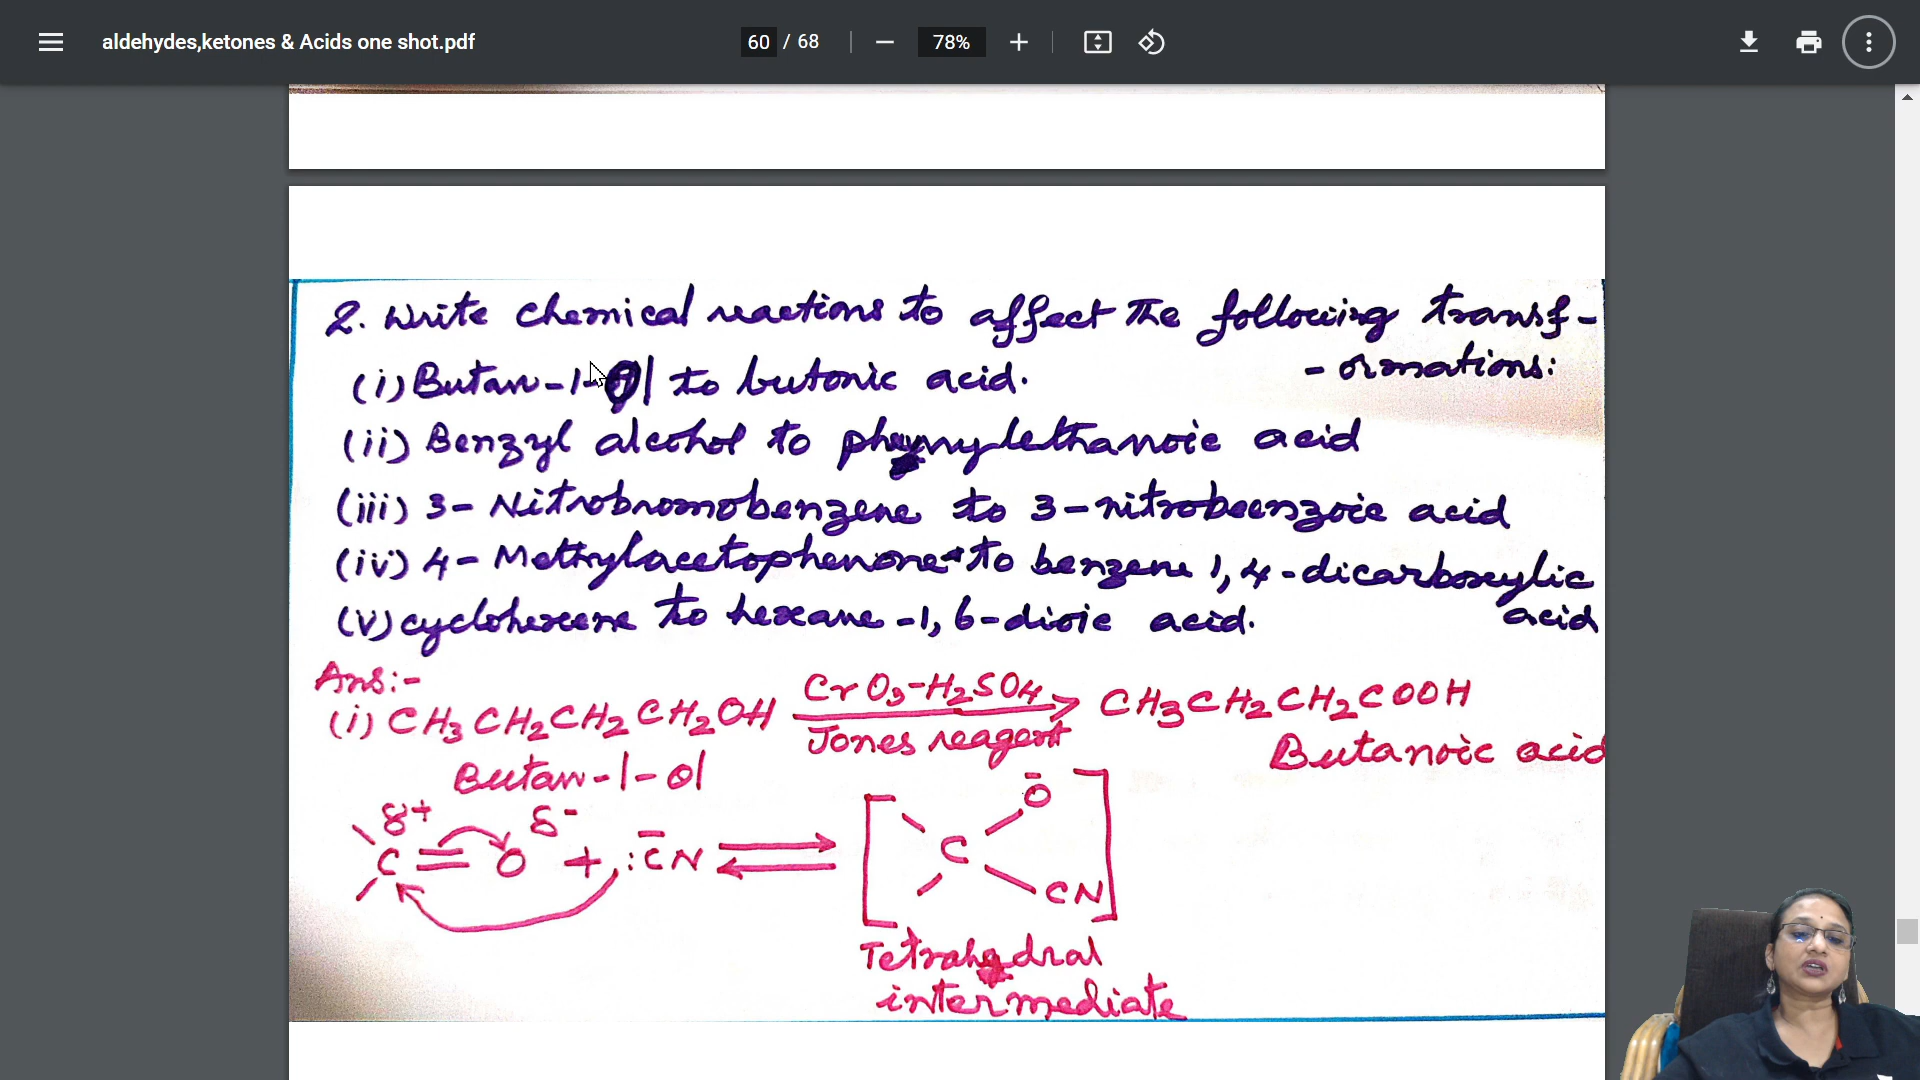 aldehydes,ketones & Acids one shot.pdf
60 / 68
78%
2. Write chemical reactions to affect the following transf-
-ormations:
(i) Butan-1-ol to butonic acid.
(ii) Benzyl alcohol to phenylethanoic acid
(iii) 3-Nitrobromobenzene to 3-nitrobeenzoic acid
(iv) 4-Methylacetophenone to benzene 1,4-dicarboxylic
acid
(v) cyclohexene to hexane-1,6-dioic acid.
Ans:-
(i) CH3CH2CH2CH2OH CrO3-H2SO4 CH3CH2CH2COOH
Jones reagent
Butan-1-ol Butanoic acid
δ+ δ-
C = O + :C̄N ⇌ [C Ō CN]
Tetrahedral
intermediate